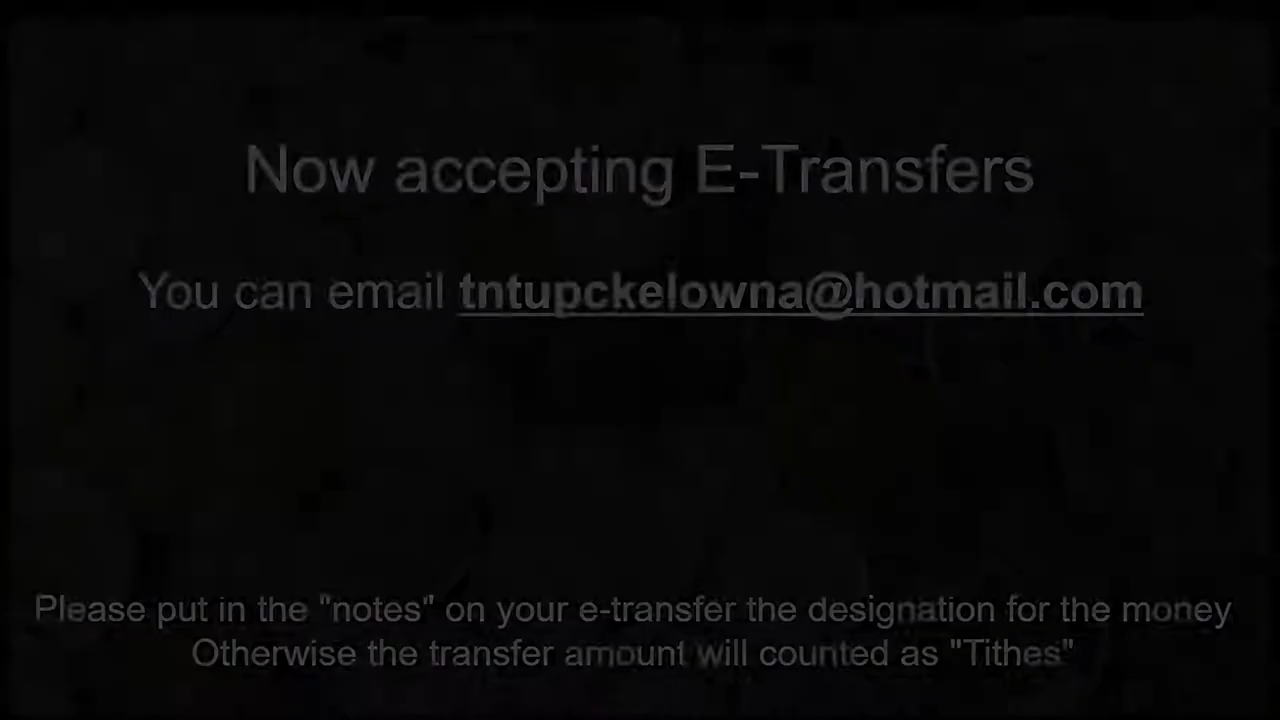 Now accepting E-Transfers
You can email tntupckelowna@hotmail.com
Please put in the "notes" on your e-transfer the designation for the money
Otherwise the transfer amount will counted as "Tithes"